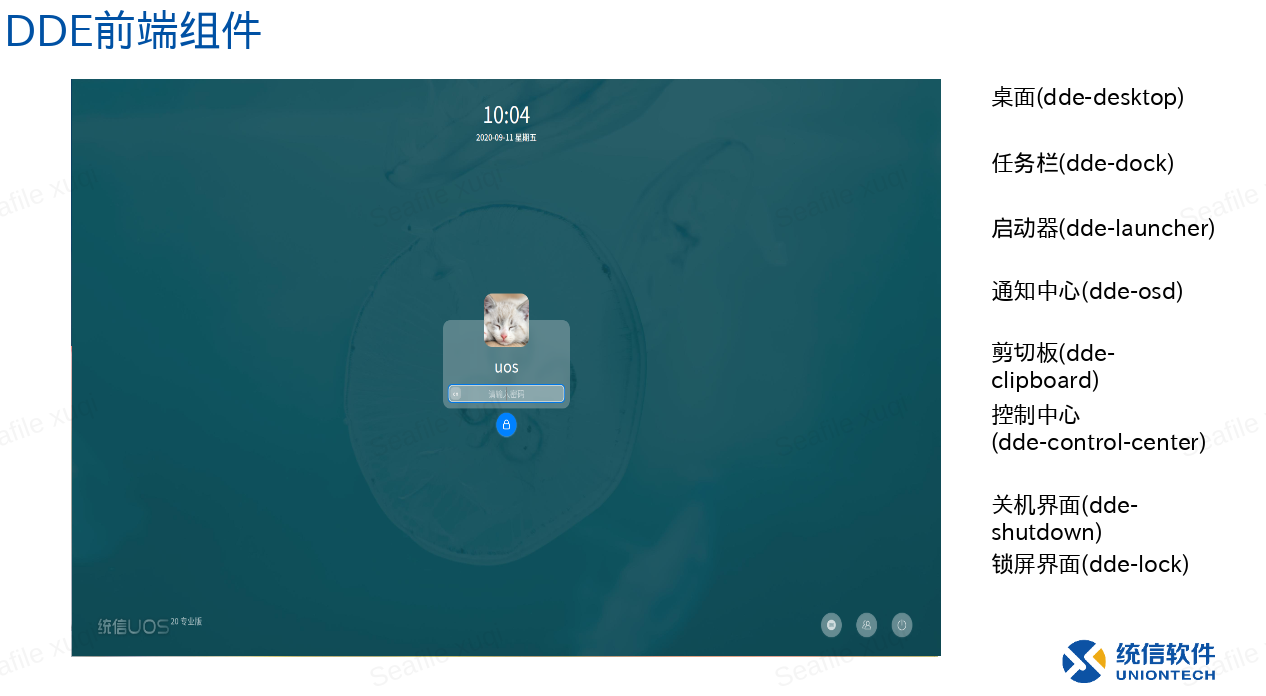 DDE前端组件
10:04
2020-09-11 星期五
uos
请输入密码
统信UOS 20 专业版
桌面(dde-desktop)
任务栏(dde-dock)
启动器(dde-launcher)
通知中心(dde-osd)
剪切板(dde-
clipboard)
控制中心
(dde-control-center)
关机界面(dde-
shutdown)
锁屏界面(dde-lock)
统信软件
UNIONTECH